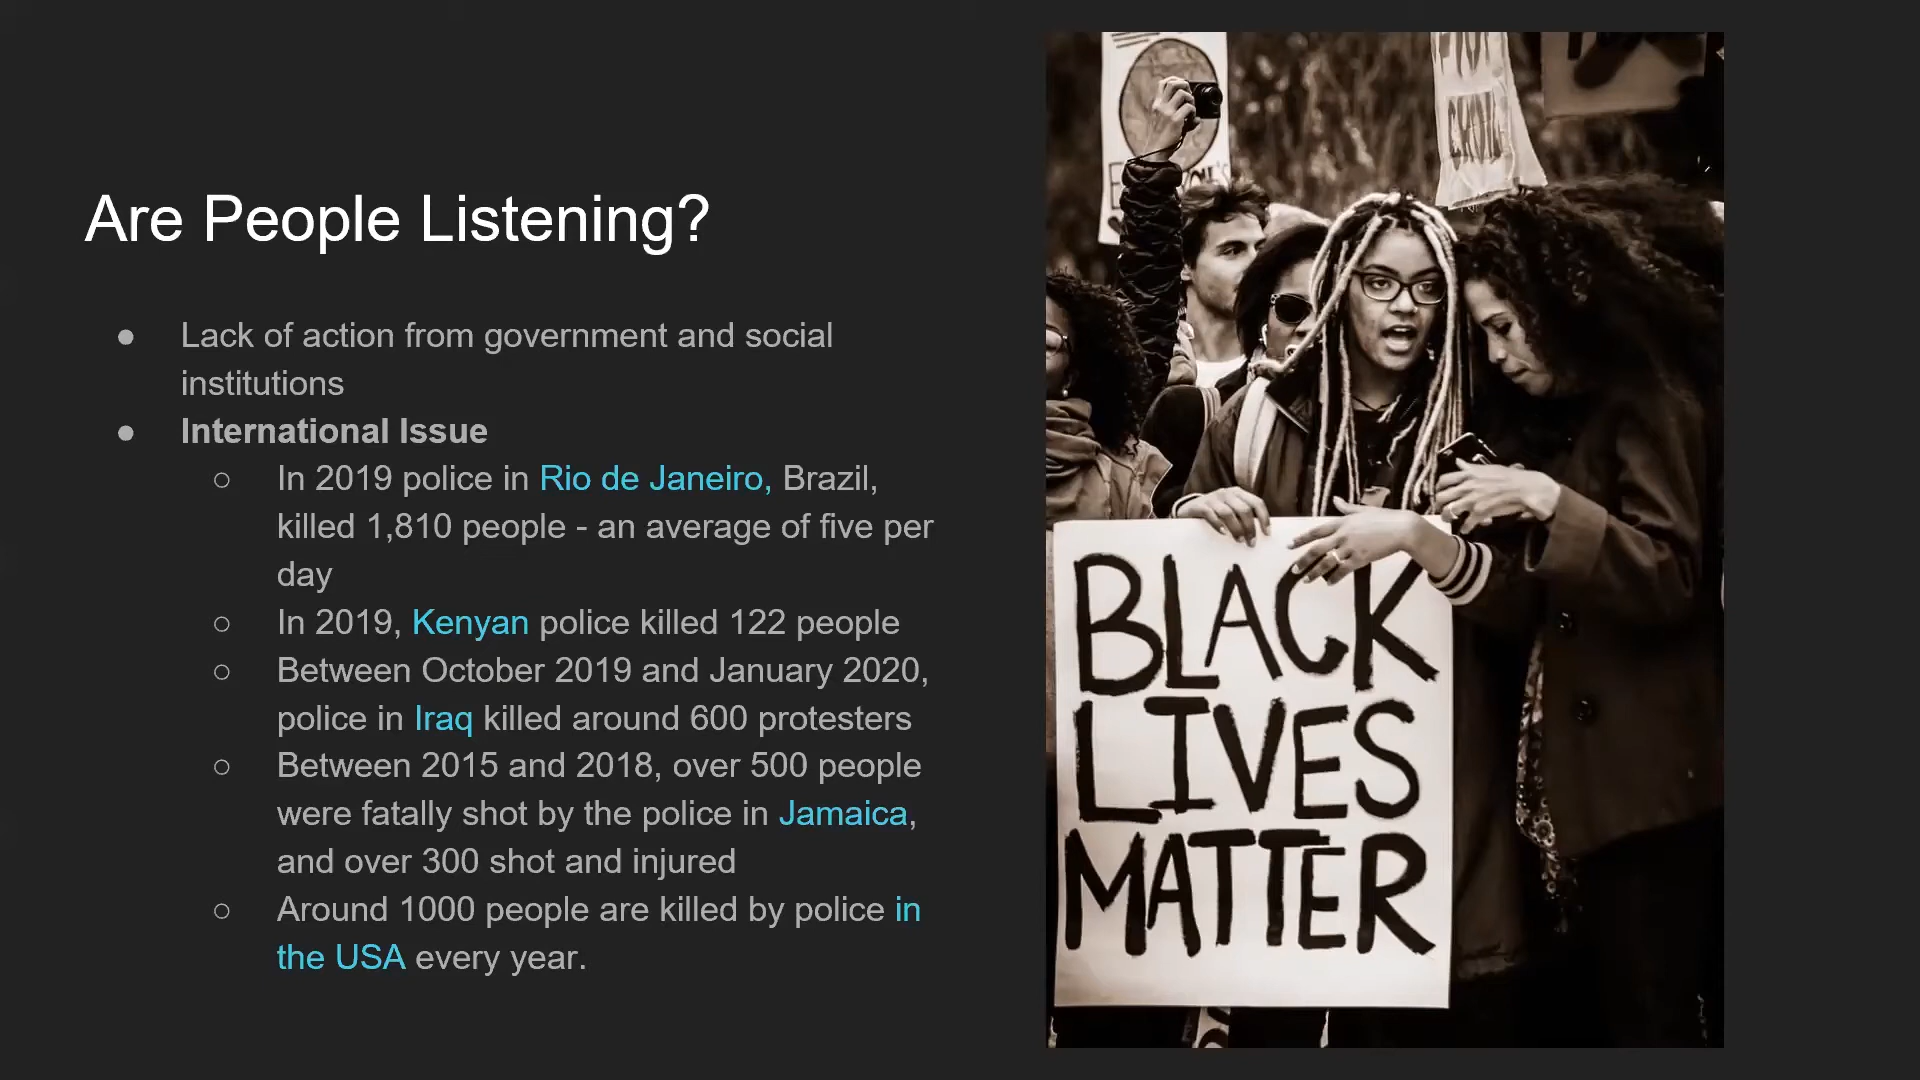 Are People Listening?
● Lack of action from government and social
institutions
● International Issue
○ In 2019 police in Rio de Janeiro, Brazil,
killed 1,810 people - an average of five per
day
○ In 2019, Kenyan police killed 122 people
○ Between October 2019 and January 2020,
police in Iraq killed around 600 protesters
○ Between 2015 and 2018, over 500 people
were fatally shot by the police in Jamaica,
and over 300 shot and injured
○ Around 1000 people are killed by police in
the USA every year.
BLACK
LIVES
MATTER